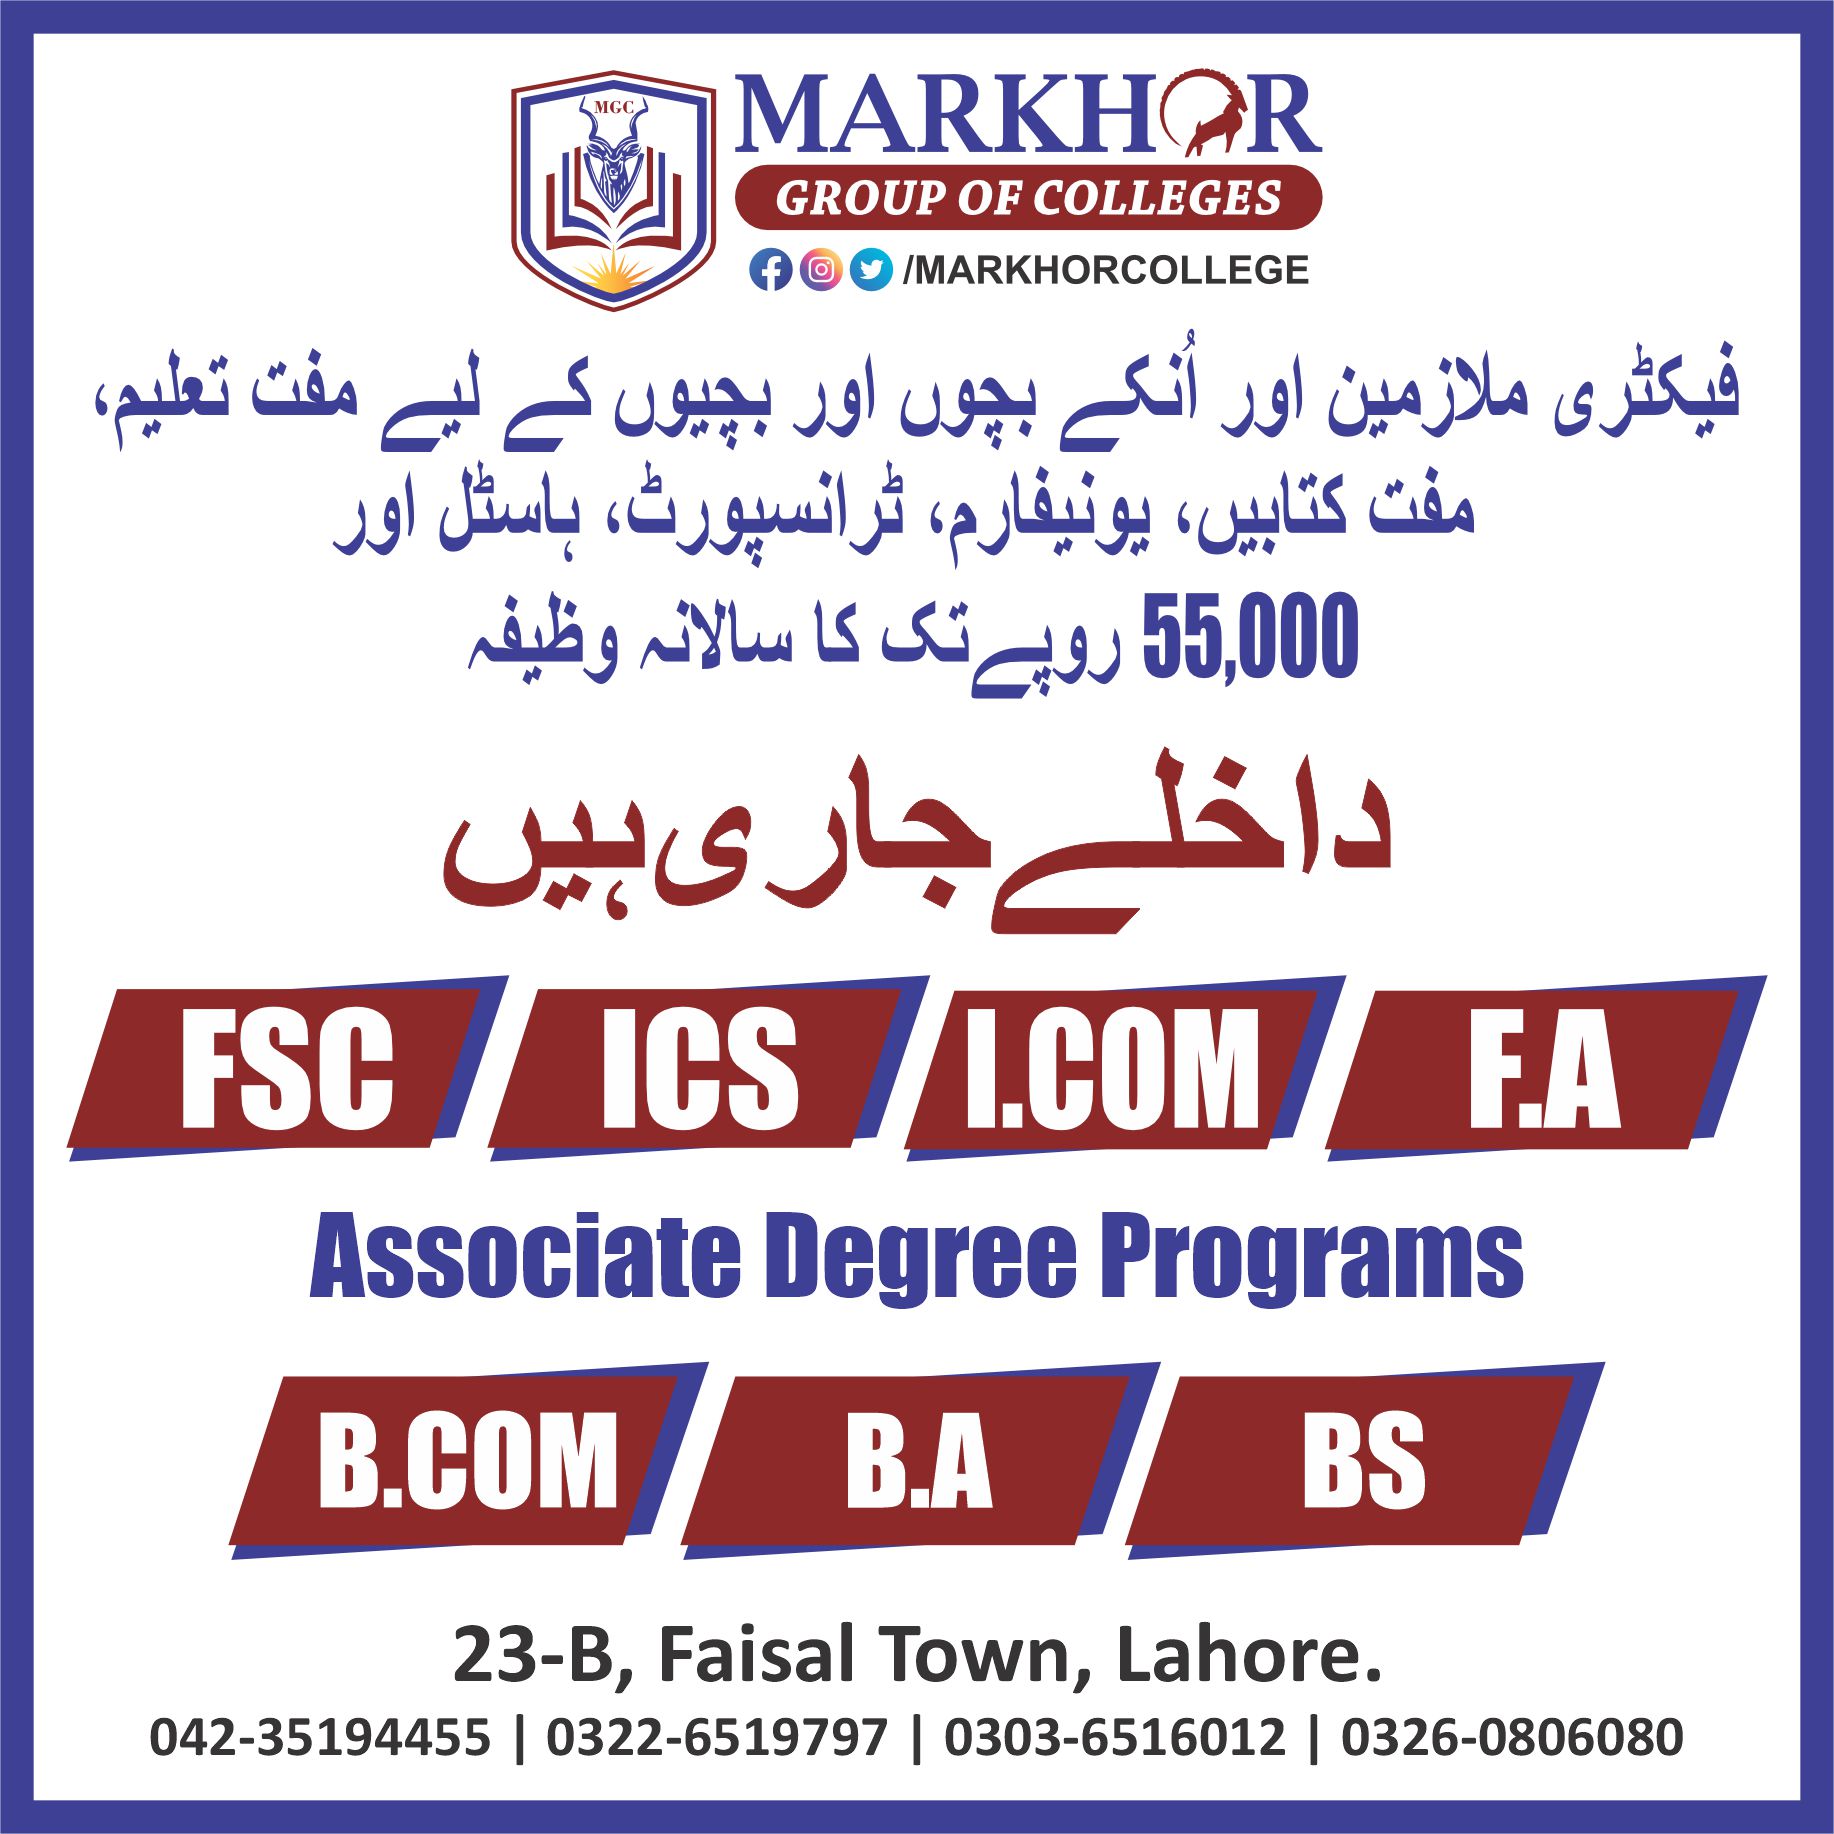 MGC
MARKHOR
GROUP OF COLLEGES
/MARKHORCOLLEGE
فیکٹری ملازمین اور اُنکے بچوں اور بچیوں کے لیے مفت تعلیم،
مفت کتابیں، یونیفارم، ٹرانسپورٹ، ہاسٹل اور
55,000 روپےتک کا سالانہ وظیفہ
داخلے جاری ہیں
FSC ICS I.COM F.A
Associate Degree Programs
B.COM B.A BS
23-B, Faisal Town, Lahore.
042-35194455 | 0322-6519797 | 0303-6516012 | 0326-0806080